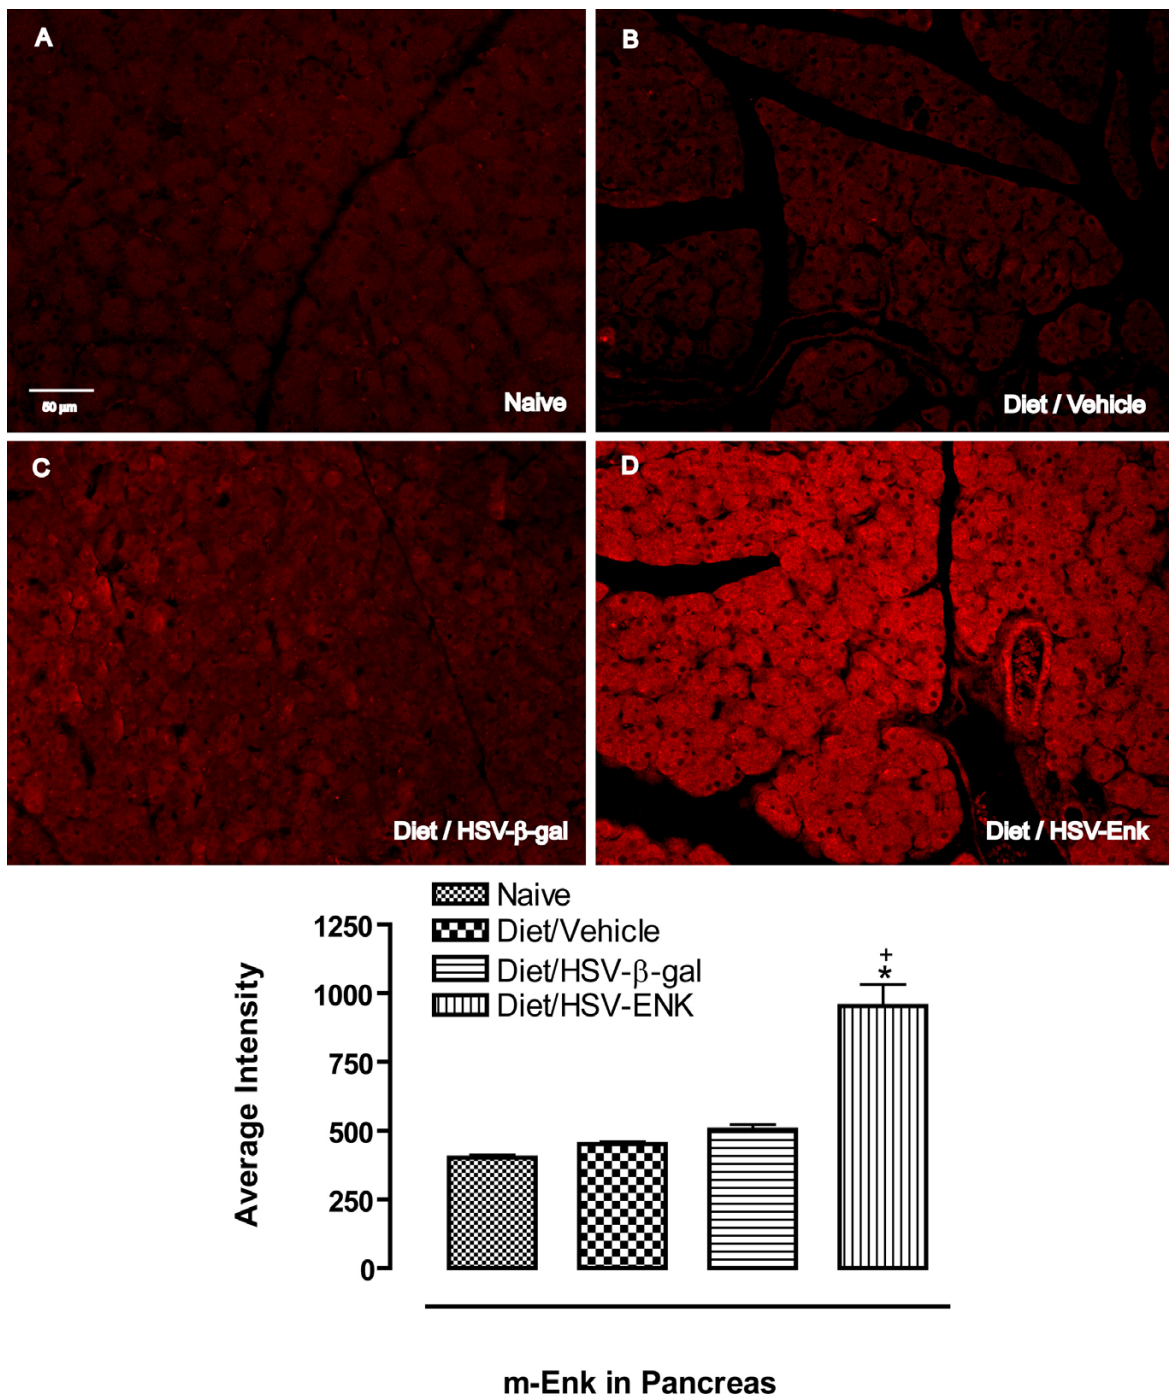 A
B
50 µm
Naive
Diet / Vehicle
C
D
Diet / HSV-β-gal
Diet / HSV-Enk
Naive
Diet/Vehicle
Diet/HSV-β-gal
Diet/HSV-ENK
1250
1000
750
500
250
0
Average Intensity
+
*
m-Enk in Pancreas